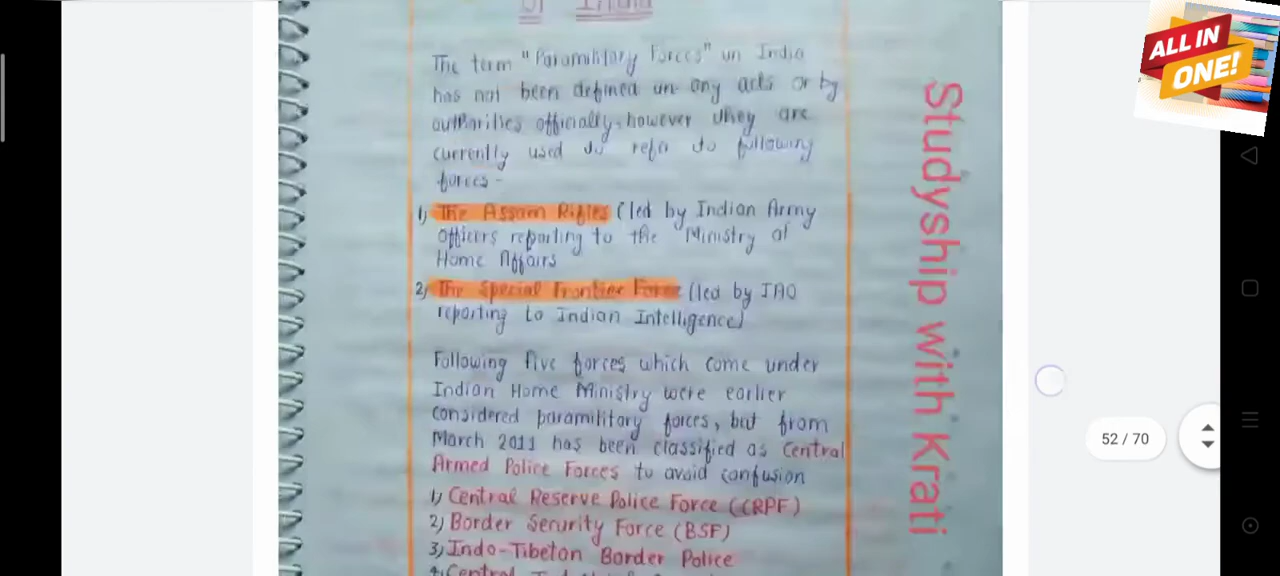 of India
The term "Paramilitary Forces" in India
has not been defined in any acts or by
authorities officially, however they are
currently used to refer to following
forces -
1) The Assam Rifles (led by Indian Army
officers reporting to the Ministry of
Home Affairs
2) The Special Frontier Force (led by IAO
reporting to Indian Intelligence)
Following five forces which come under
Indian Home Ministry were earlier
considered paramilitary forces, but from
March 2011 has been classified as Central
Armed Police Forces to avoid confusion
1) Central Reserve Police Force (CRPF)
2) Border Security Force (BSF)
3) Indo-Tibetan Border Police
4) Central
Studyship with Krati
ALL IN
ONE!
52 / 70